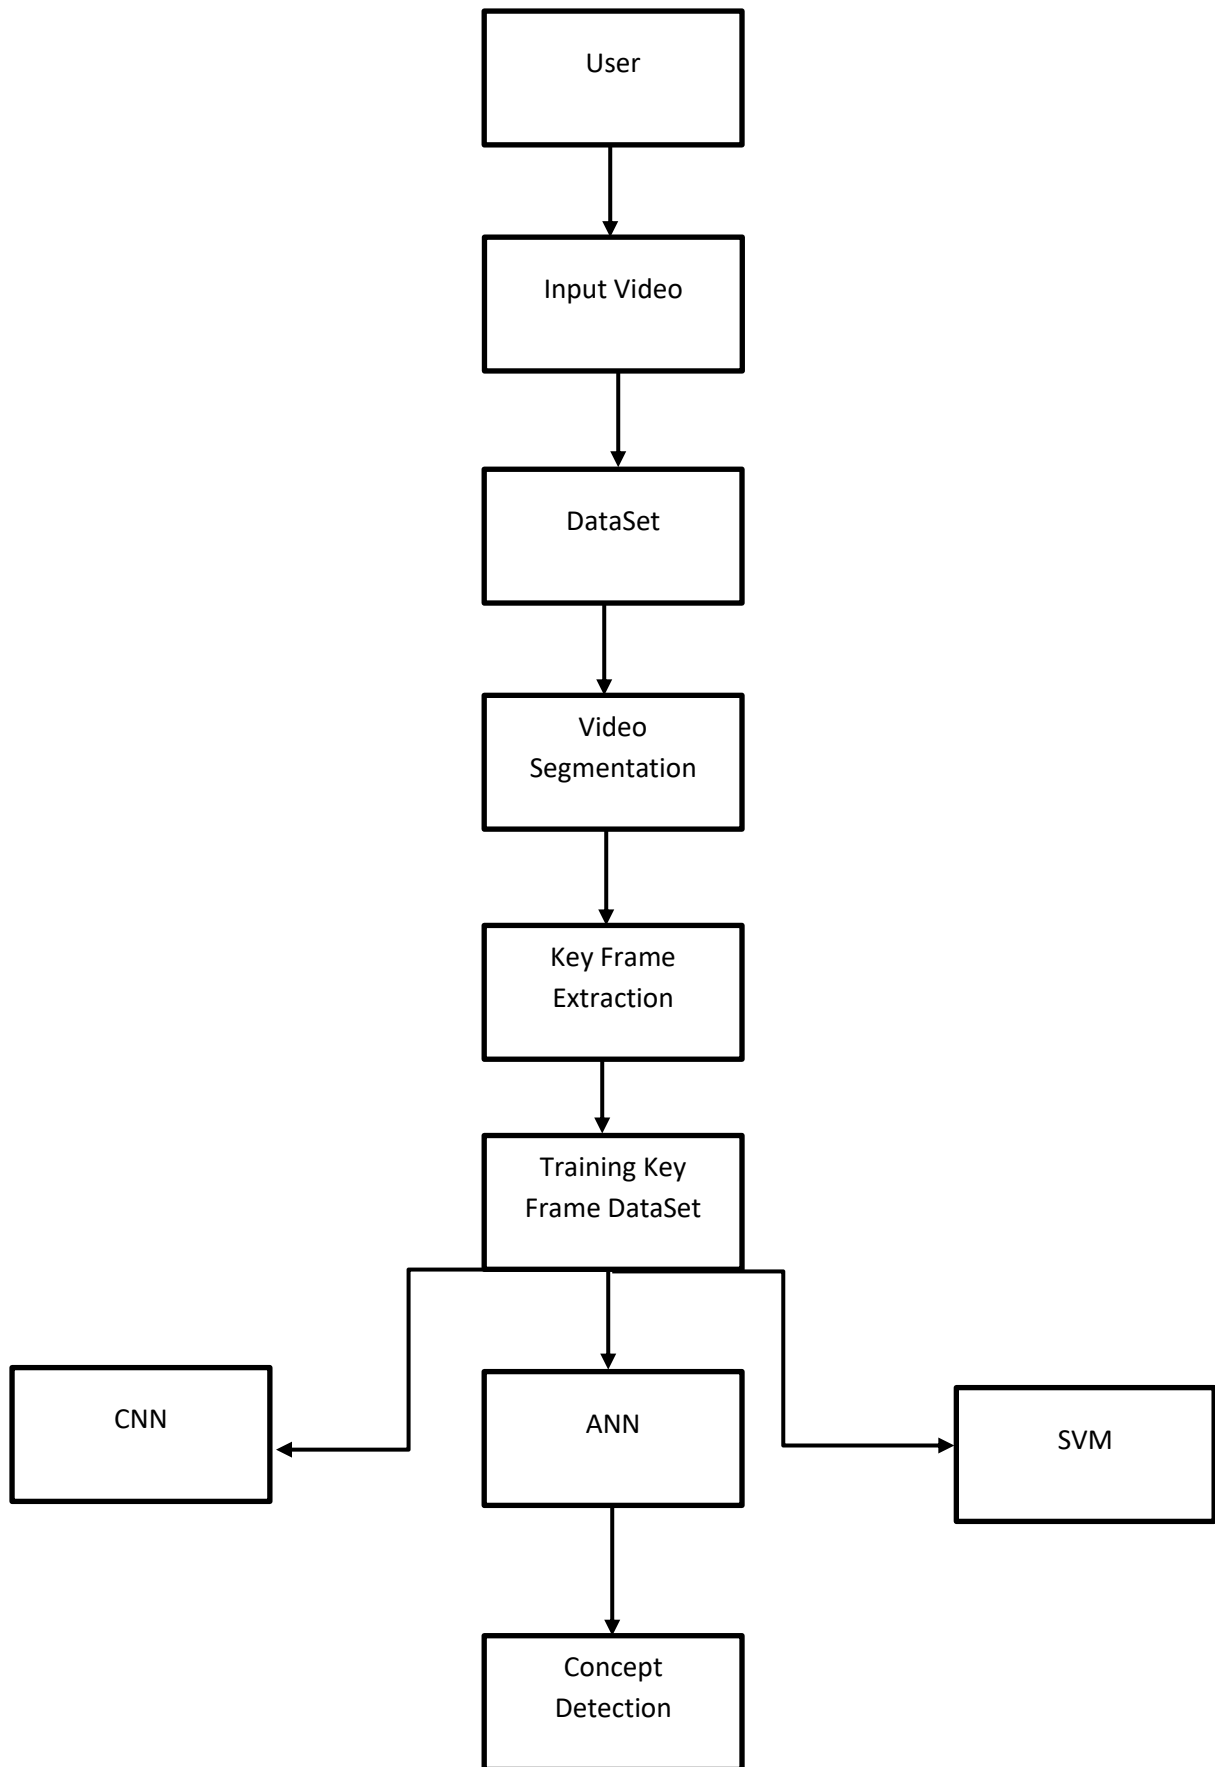 User
Input Video
DataSet
Video
Segmentation
Key Frame
Extraction
Training Key
Frame DataSet
CNN
ANN
SVM
Concept
Detection